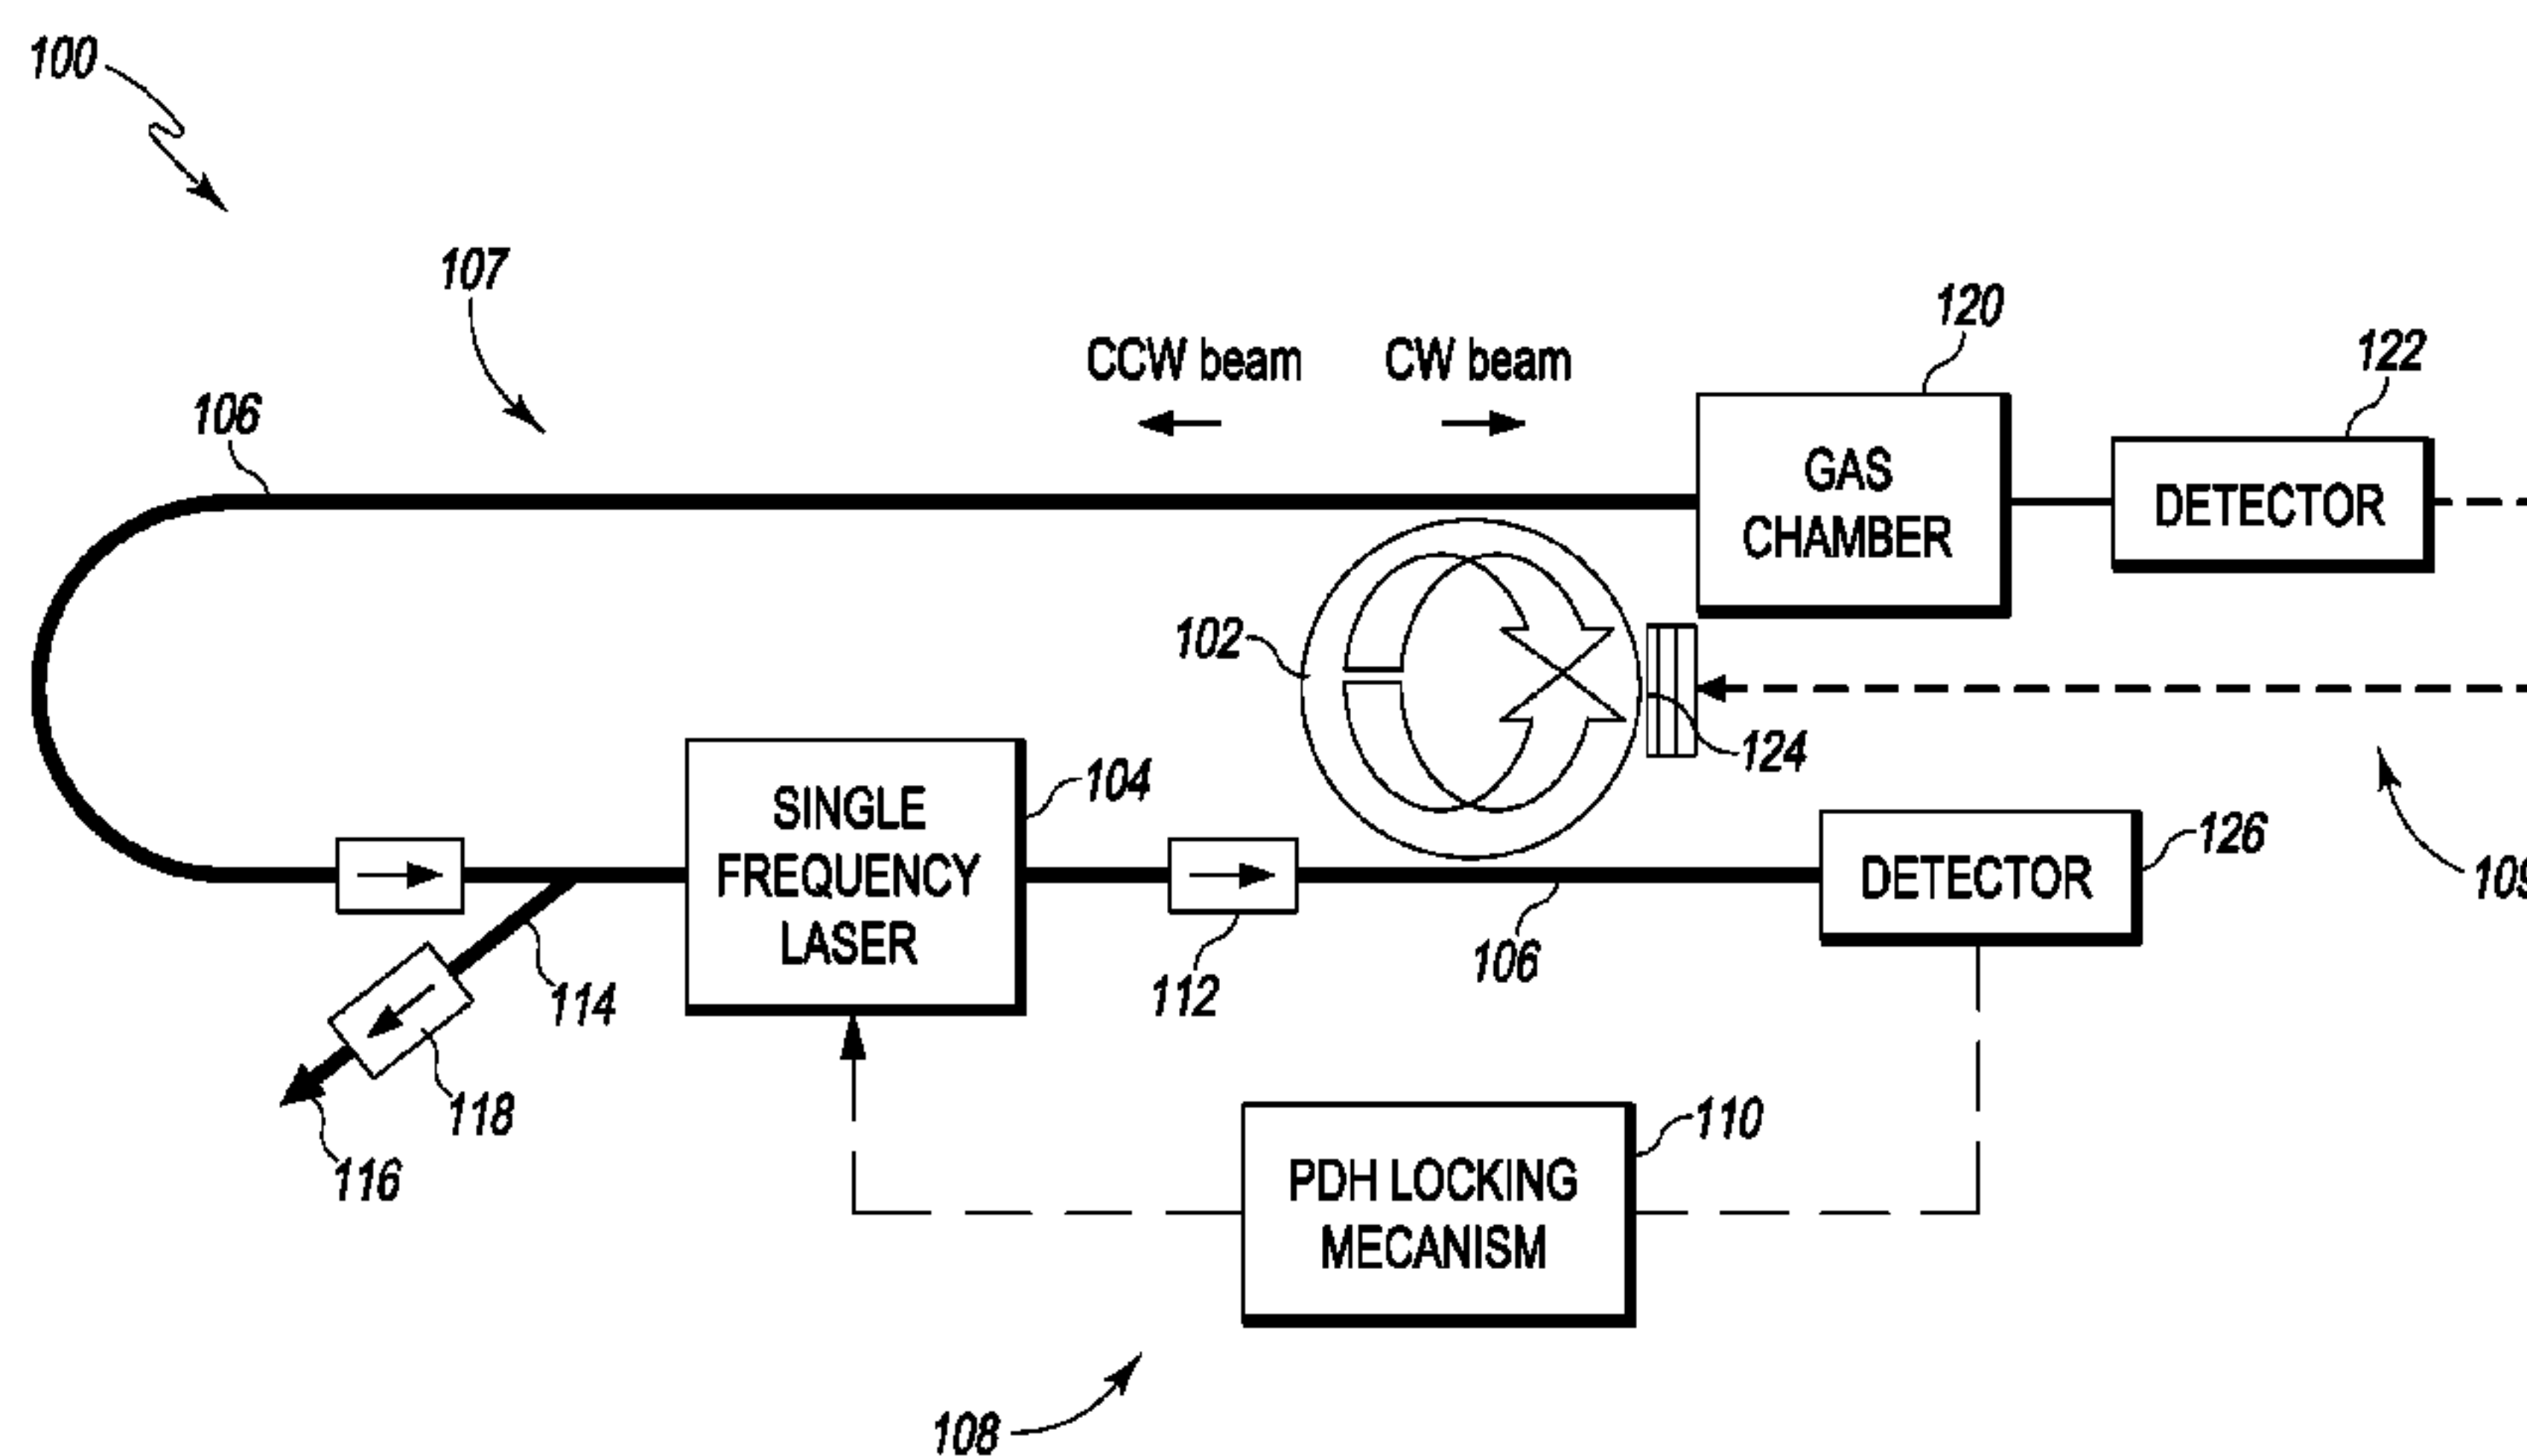 100
107
120
CCW beam
CW beam
122
106
GAS
CHAMBER
DETECTOR
102
124
104
SINGLE
FREQUENCY
LASER
126
DETECTOR
109
106
112
114
118
116
110
PDH LOCKING
MECANISM
108